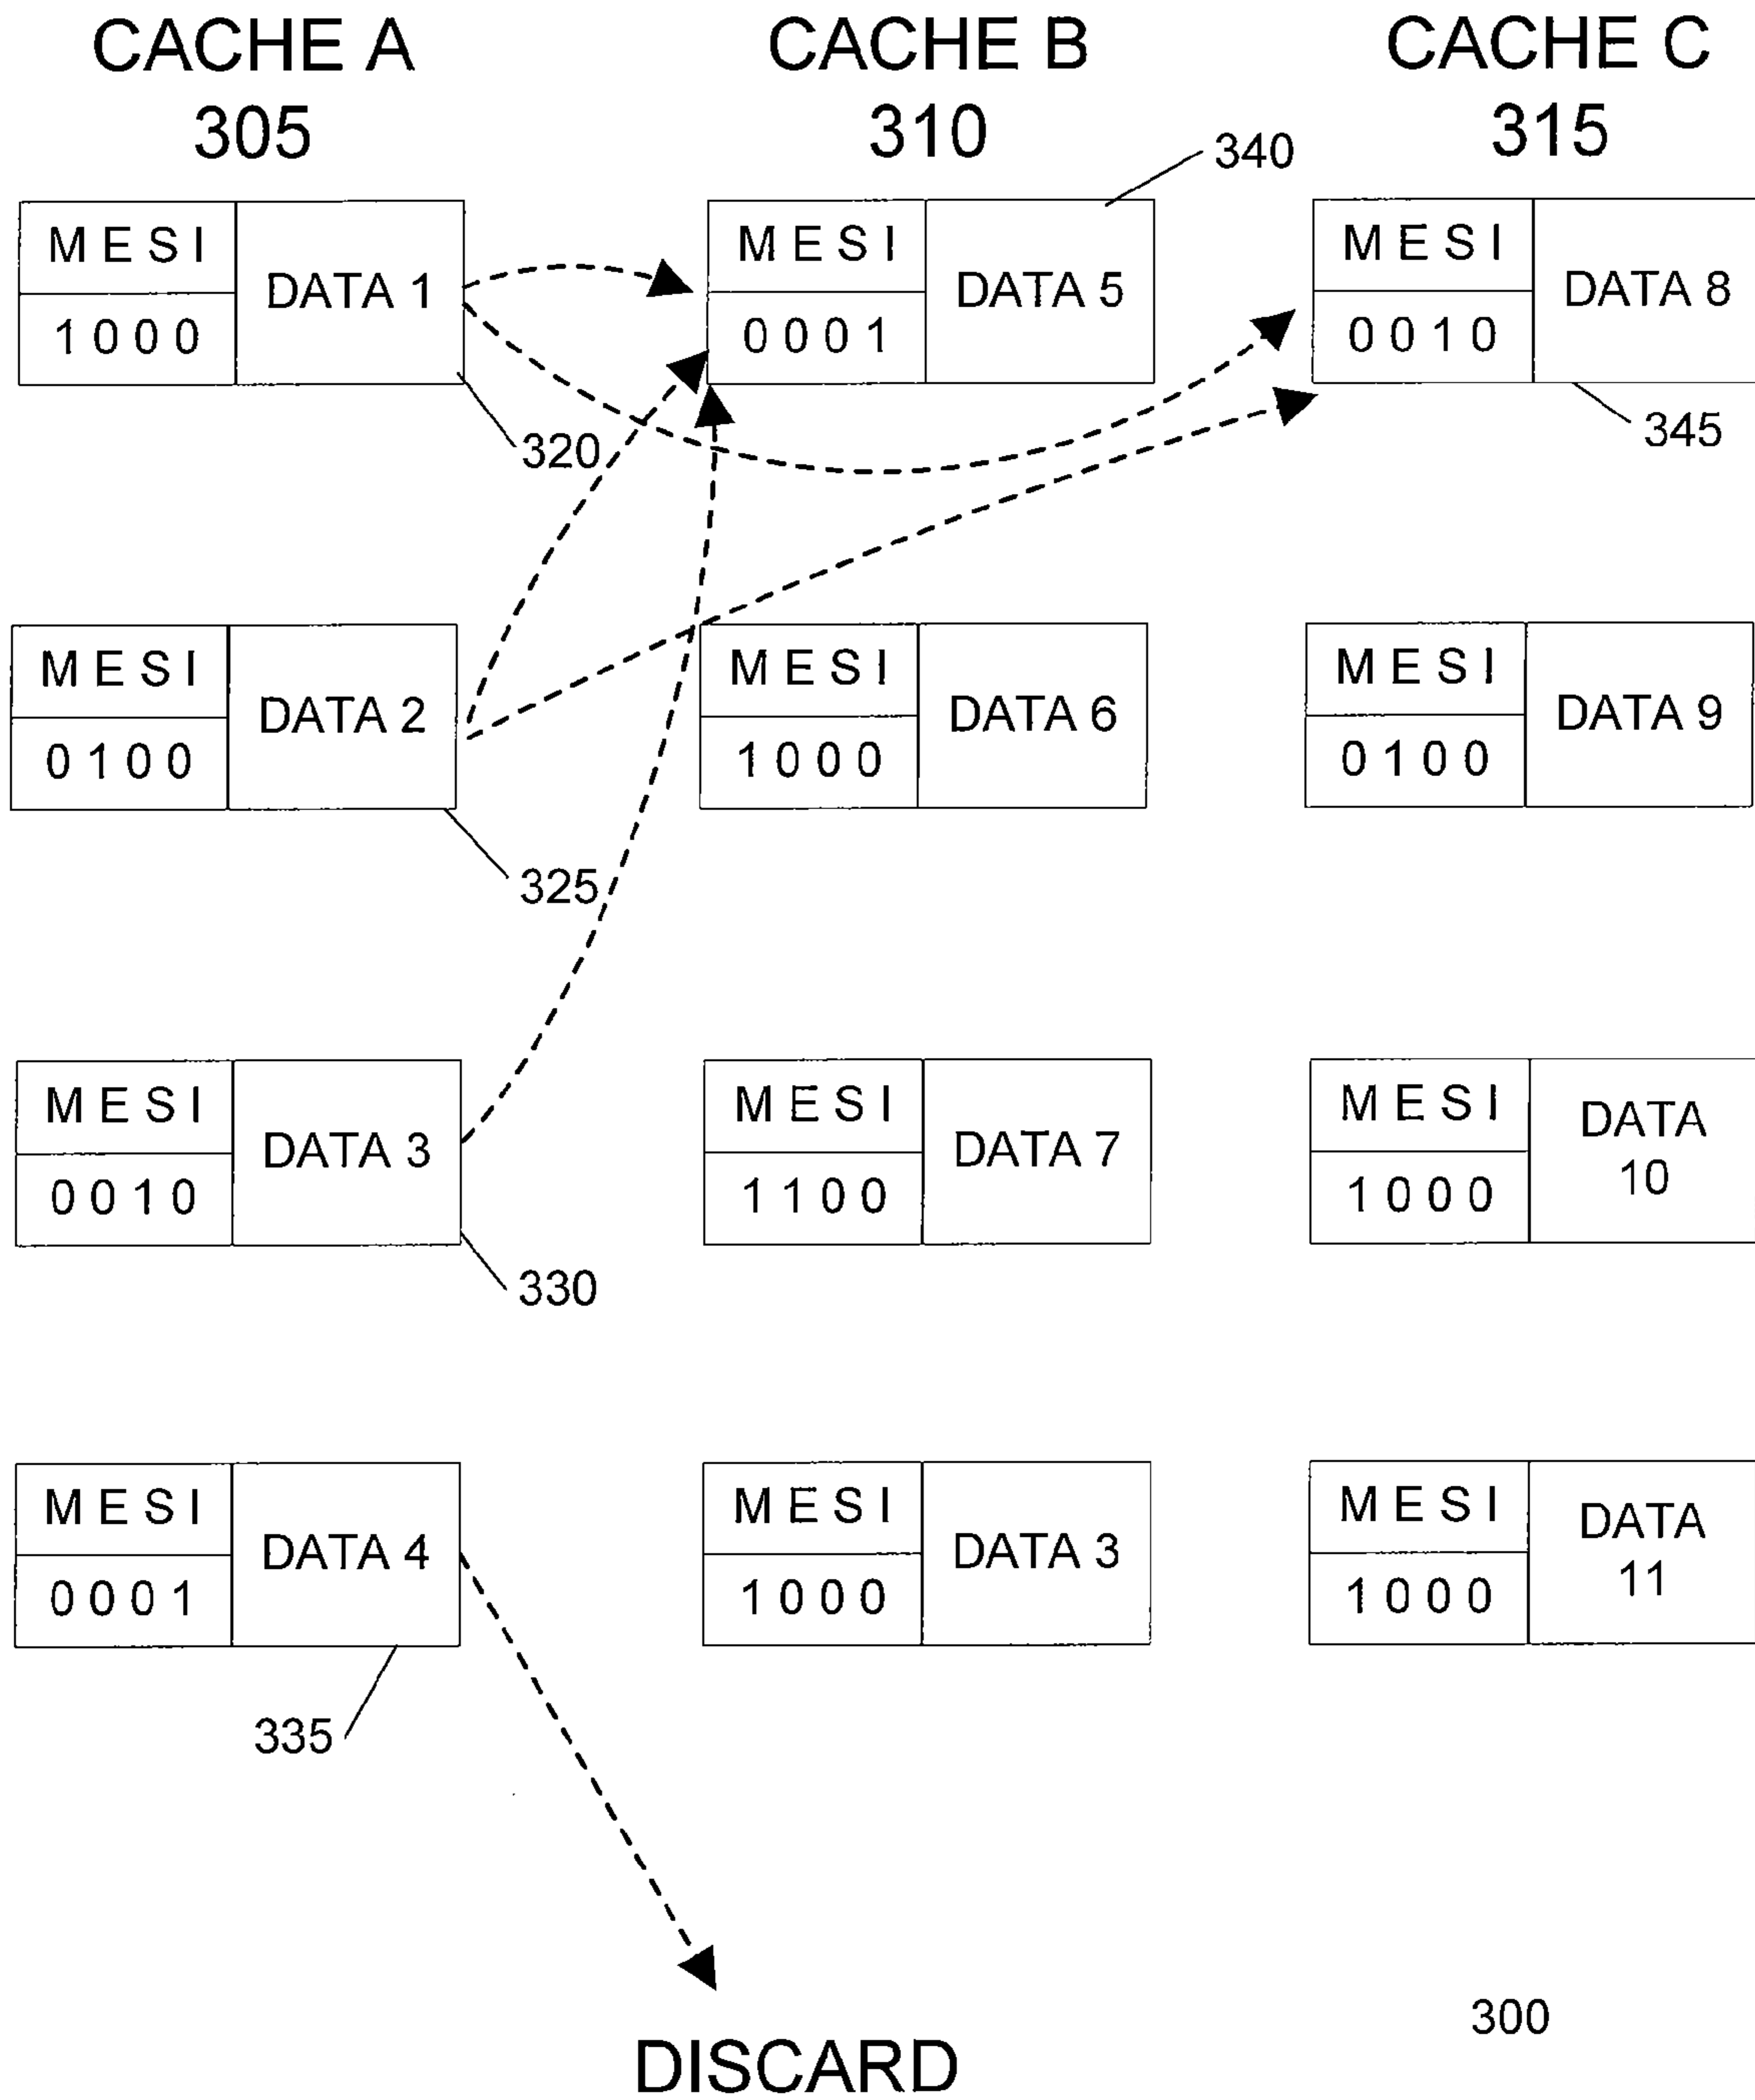 CACHE A
305
CACHE B
310
CACHE C
315
340
M E S I
1 0 0 0
DATA 1
320
M E S I
0 0 0 1
DATA 5
M E S I
0 0 1 0
DATA 8
345
M E S I
0 1 0 0
DATA 2
325
M E S I
1 0 0 0
DATA 6
M E S I
0 1 0 0
DATA 9
M E S I
0 0 1 0
DATA 3
330
M E S I
1 1 0 0
DATA 7
M E S I
1 0 0 0
DATA
10
M E S I
0 0 0 1
DATA 4
335
M E S I
1 0 0 0
DATA 3
M E S I
1 0 0 0
DATA
11
300
DISCARD